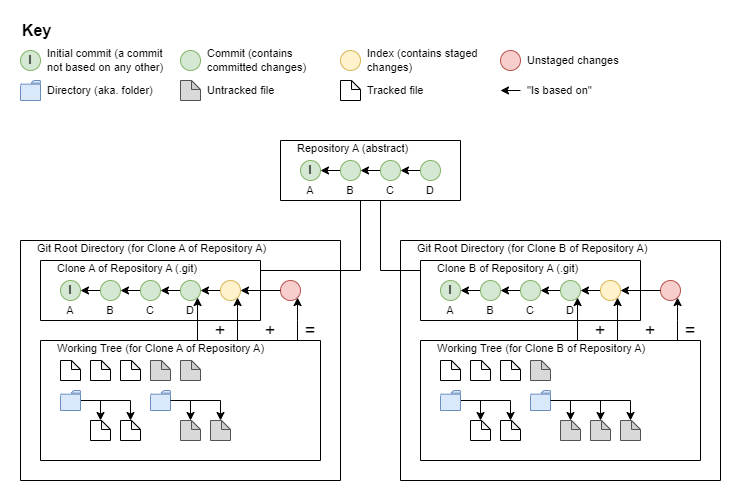 Key
Initial commit (a commit
not based on any other)
Commit (contains
committed changes)
Index (contains staged
changes)
Unstaged changes
I
Directory (aka. folder)
Untracked file
Tracked file
"Is based on"
Repository A (abstract)
I
A B C D
Git Root Directory (for Clone A of Repository A)
Clone A of Repository A (.git)
I
A B C D
+ + =
Working Tree (for Clone A of Repository A)
Git Root Directory (for Clone B of Repository A)
Clone B of Repository A (.git)
I
A B C D
+ + =
Working Tree (for Clone B of Repository A)